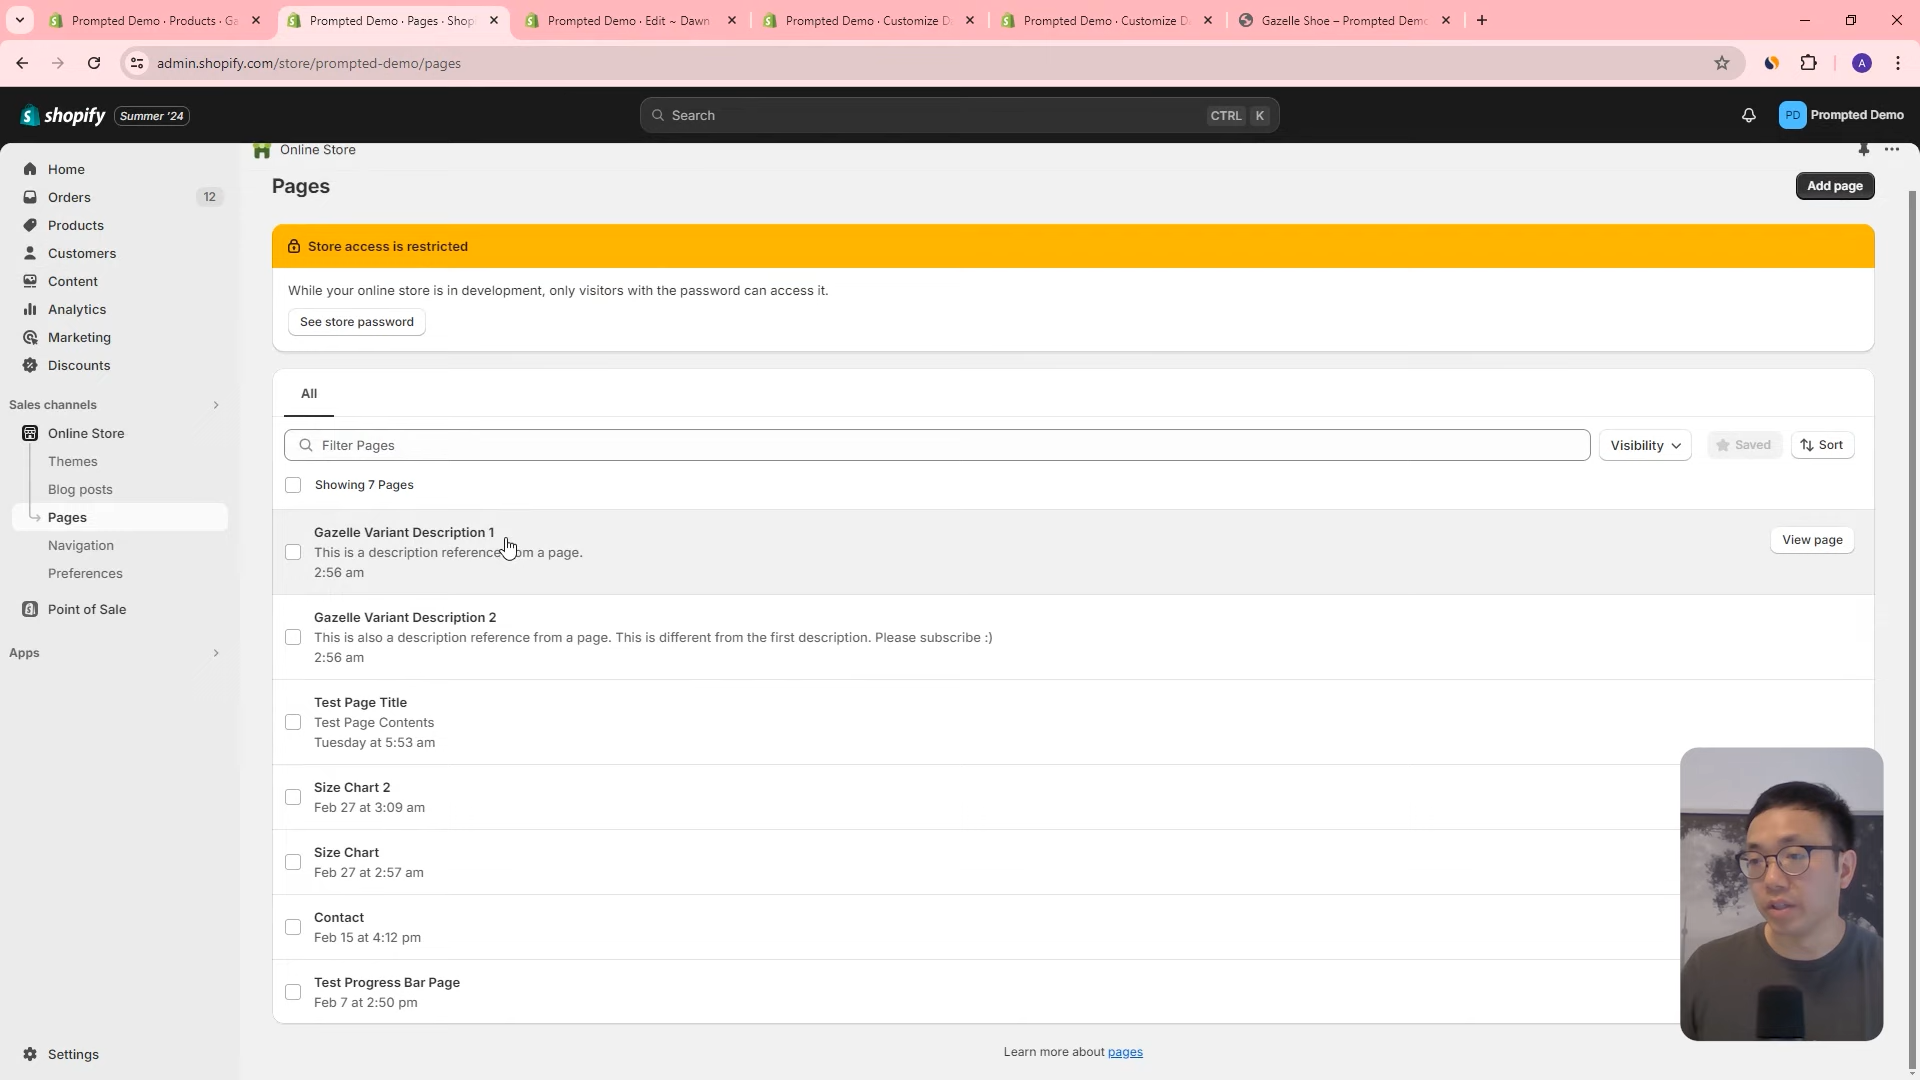 Prompted Demo · Products · Ga
Prompted Demo · Pages · Shop
Prompted Demo · Edit ~ Dawn
Prompted Demo · Customize D
Prompted Demo · Customize D
Gazelle Shoe – Prompted Demo
admin.shopify.com/store/prompted-demo/pages
A
shopify
Summer '24
Search
CTRL K
PD
Prompted Demo
Home
Orders
12
Products
Customers
Content
Analytics
Marketing
Discounts
Sales channels
Online Store
Themes
Blog posts
Pages
Navigation
Preferences
Point of Sale
Apps
Settings
Online Store
Pages
Add page
Store access is restricted
While your online store is in development, only visitors with the password can access it.
See store password
All
Filter Pages
Visibility
Saved
Sort
Showing 7 Pages
Gazelle Variant Description 1
This is a description reference om a page.
2:56 am
View page
Gazelle Variant Description 2
This is also a description reference from a page. This is different from the first description. Please subscribe :)
2:56 am
Test Page Title
Test Page Contents
Tuesday at 5:53 am
Size Chart 2
Feb 27 at 3:09 am
Size Chart
Feb 27 at 2:57 am
Contact
Feb 15 at 4:12 pm
Test Progress Bar Page
Feb 7 at 2:50 pm
Learn more about pages